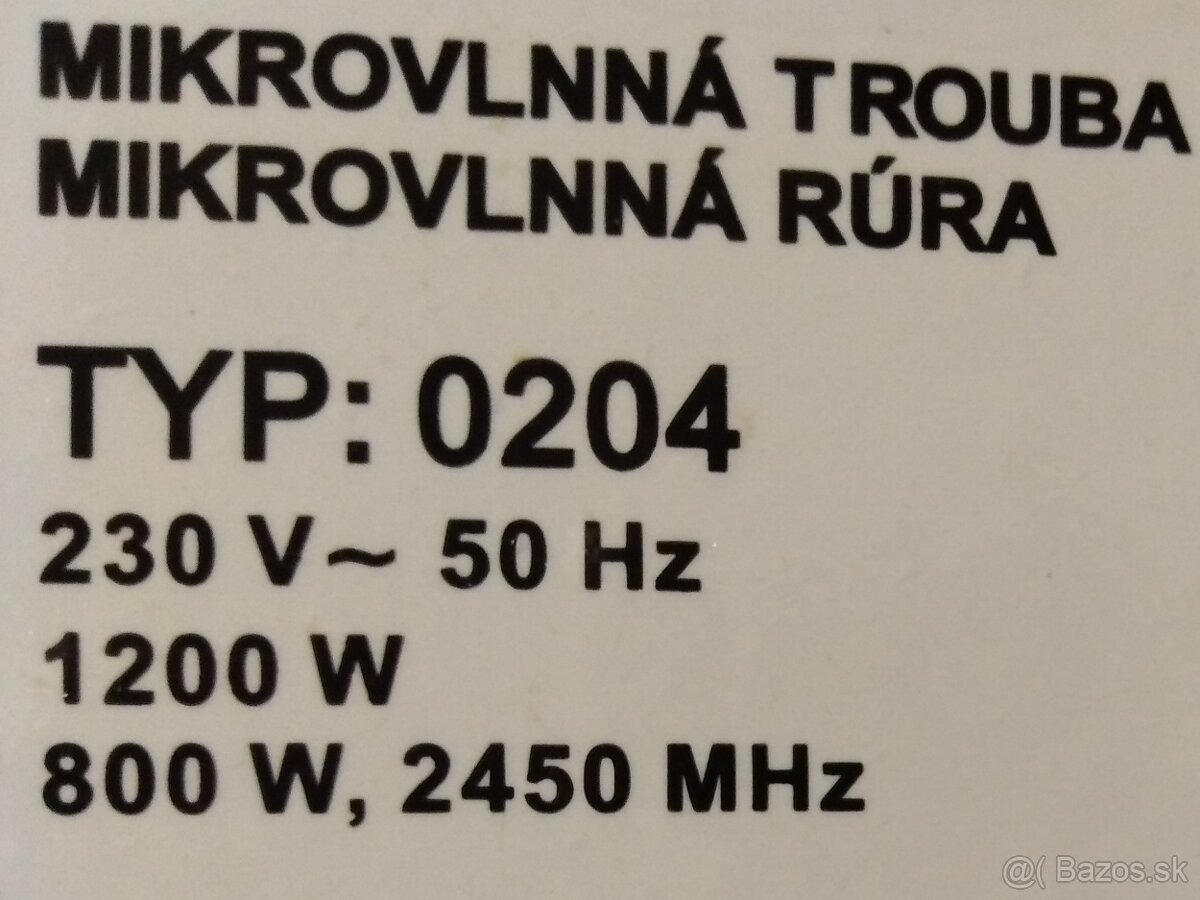 MIKROVLNNÁ TROUBA
MIKROVLNNÁ RÚRA
TYP: 0204
230 V ~ 50 Hz
1200 W
800 W, 2450 MHz
@( Bazos.sk